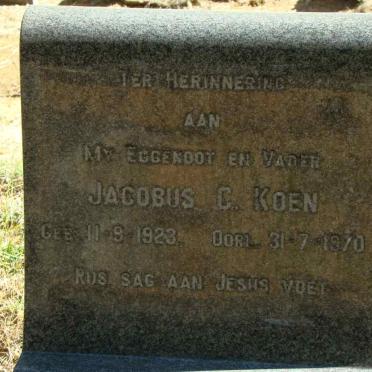 TER HERINNERING
AAN
MY EGGENOOT EN VADER
JACOBUS C. KOEN
GEB. 11-9-1923. OORL. 31-7-1970
RUS SAG AAN JESUS VOET